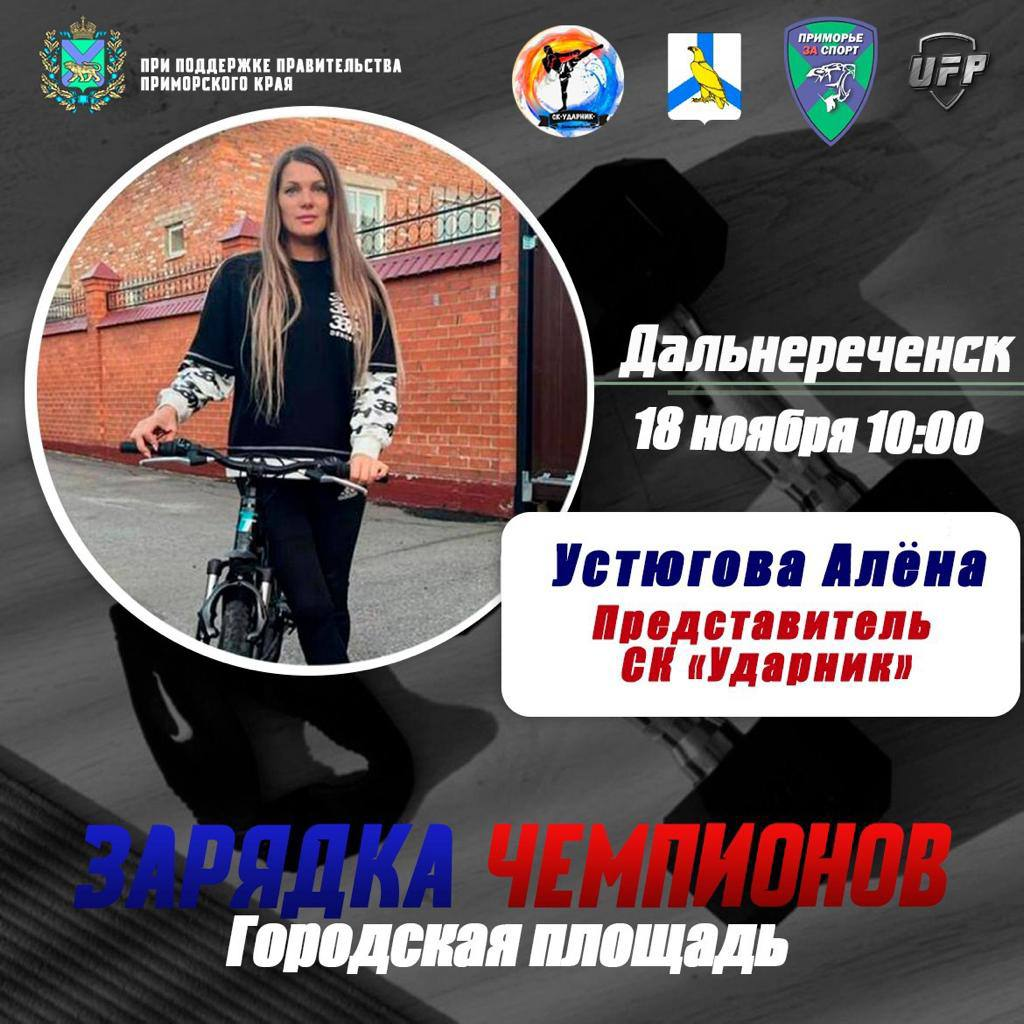 ПРИ ПОДДЕРЖКЕ ПРАВИТЕЛЬСТВА
ПРИМОРСКОГО КРАЯ
СК «УДАРНИК»
ПРИМОРЬЕ
ЗА СПОРТ
UFP
Дальнереченск
18 ноября 10:00
Устюгова Алёна
Представитель
СК «Ударник»
ЗАРЯДКА ЧЕМПИОНОВ
Городская площадь